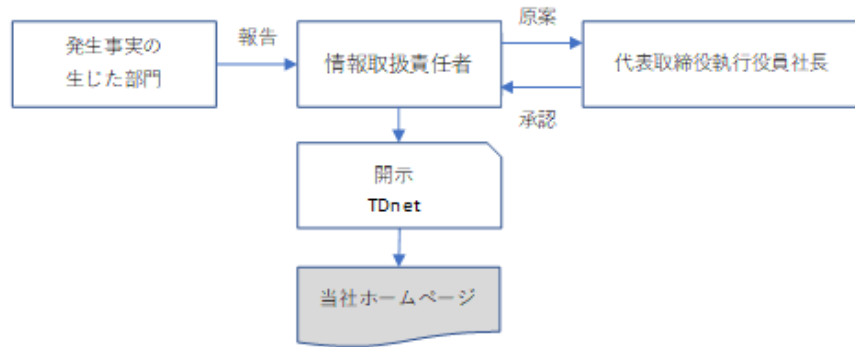 原案
発生事実の
生じた部門
報告
情報取扱責任者
代表取締役執行役員社長
承認
開示
TDnet
当社ホームページ